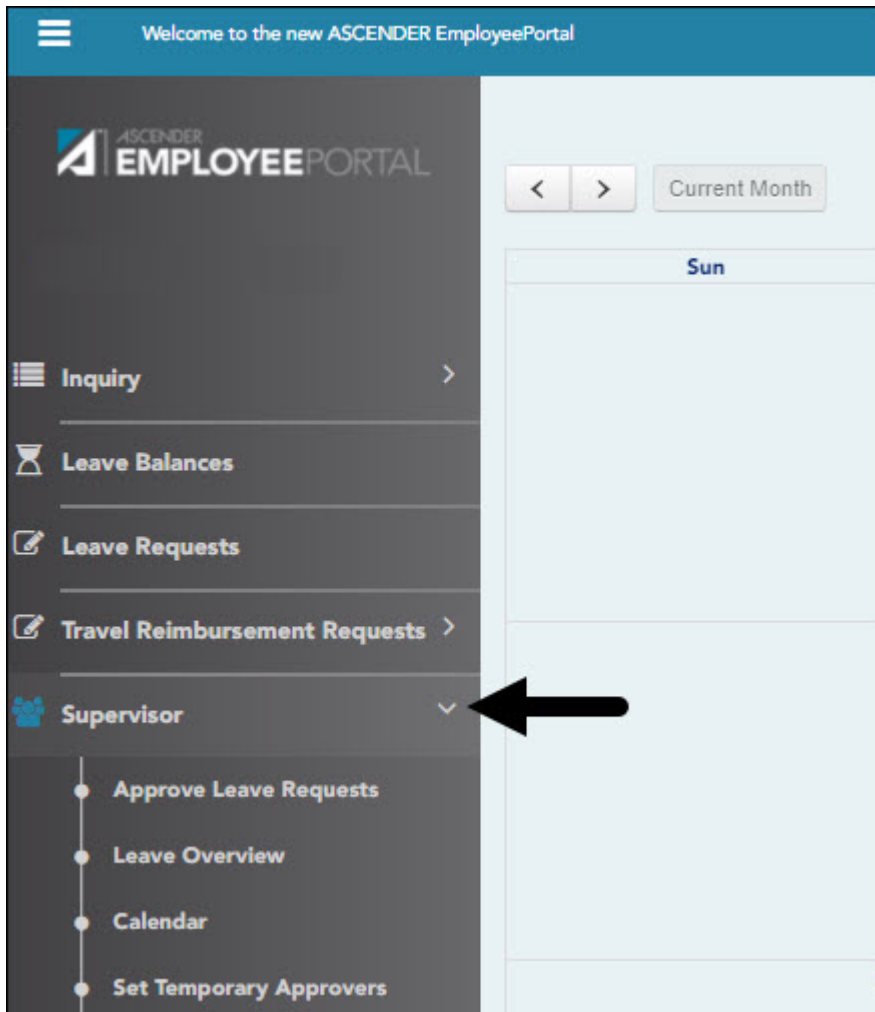 Welcome to the new ASCENDER EmployeePortal
ASCENDER
EMPLOYEEPORTAL
Current Month
Sun
Inquiry
Leave Balances
Leave Requests
Travel Reimbursement Requests
Supervisor
Approve Leave Requests
Leave Overview
Calendar
Set Temporary Approvers